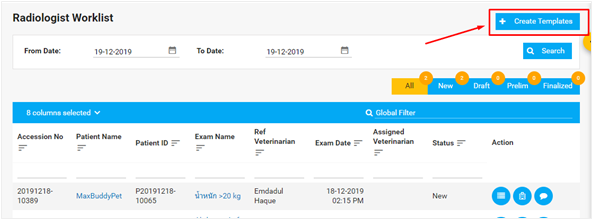 Radiologist Worklist
+ Create Templates
From Date: 19-12-2019 To Date: 19-12-2019 Search
All 2 New 2 Draft 0 Prelim 0 Finalized 0
8 columns selected Global Filter
Accession No Patient Name Patient ID Exam Name Ref Veterinarian Exam Date Assigned Veterinarian Status Action
20191218-10389 MaxBuddyPet P20191218-10065 น้ำหนัก >20 kg Emdadul Haque 18-12-2019 02:15 PM New